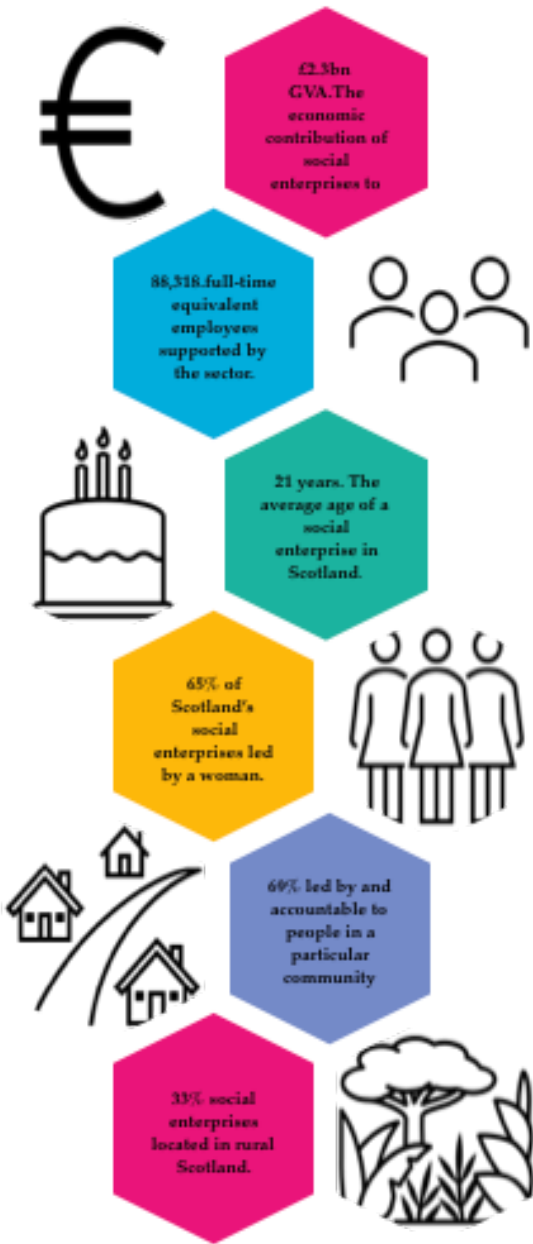 £2.3bn
GVA.The
economic
contribution of
social
enterprises to
88,318.full-time
equivalent
employees
supported by
the sector.
21 years. The
average age of a
social
enterprise in
Scotland.
65% of
Scotland's
social
enterprises led
by a woman.
69% led by and
accountable to
people in a
particular
community
33% social
enterprises
located in rural
Scotland.